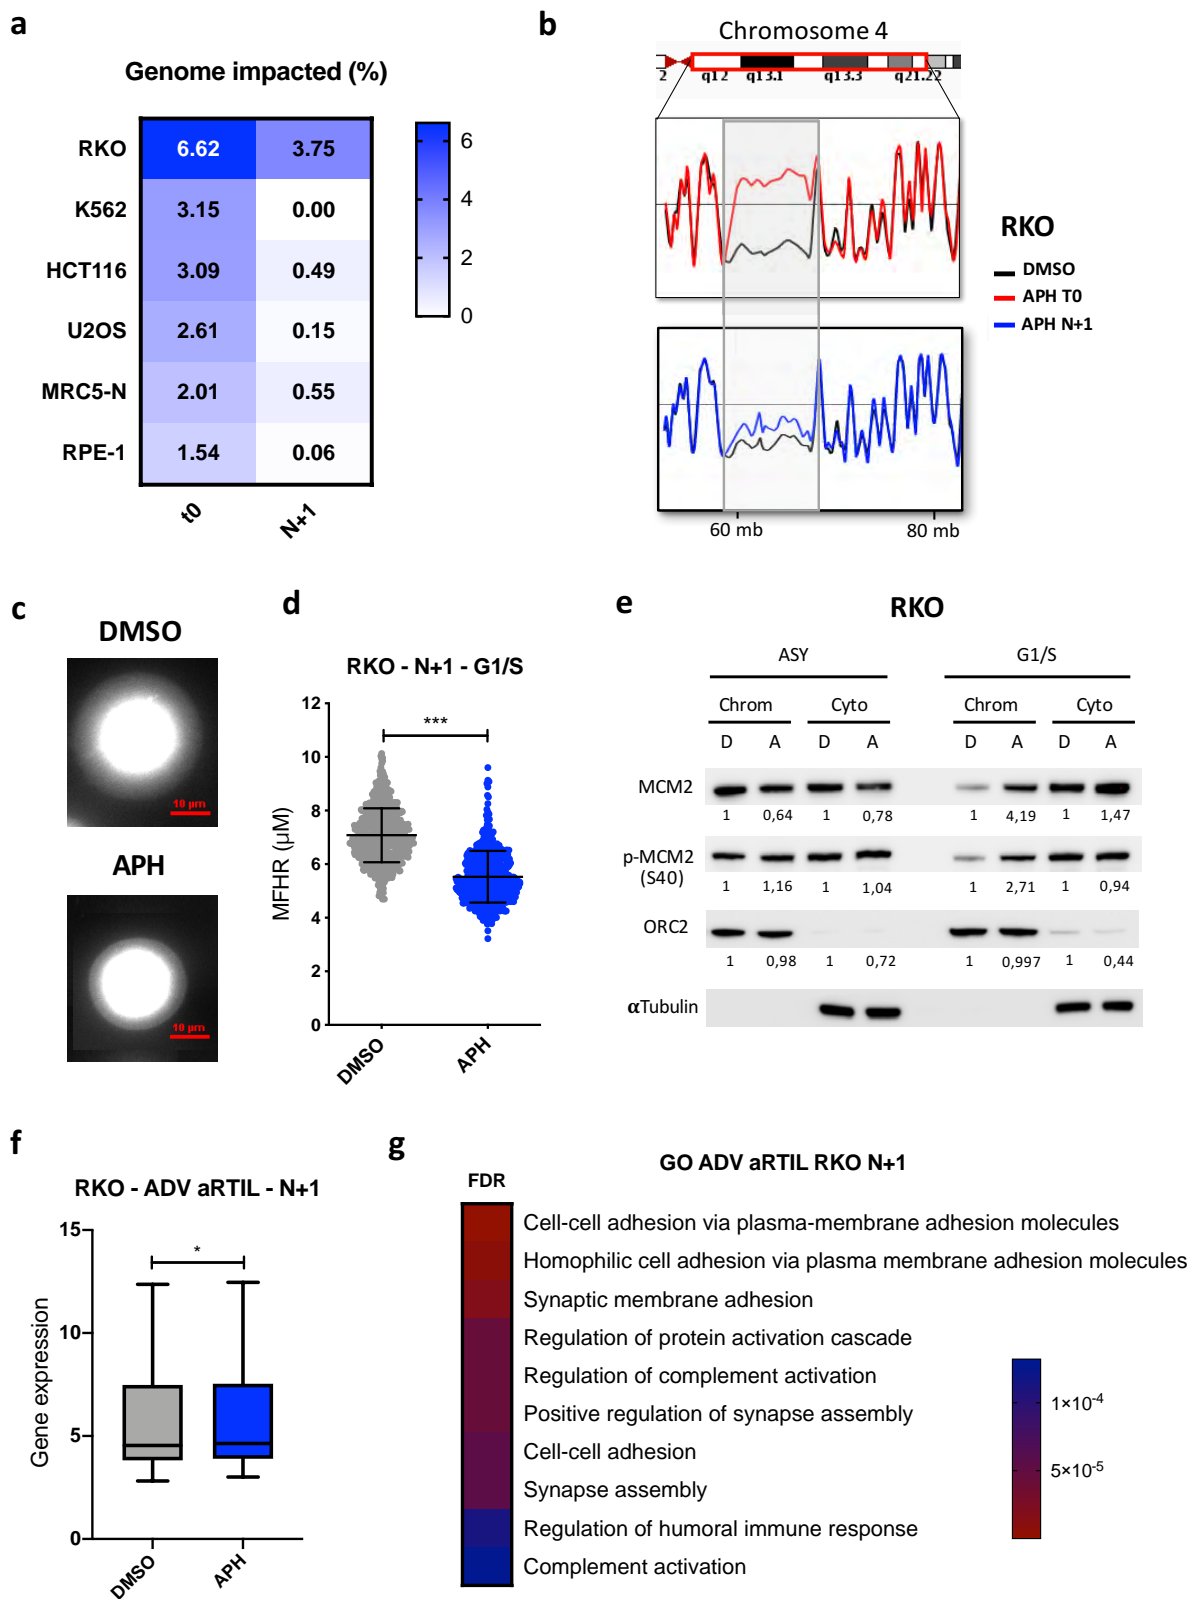 a
Genome impacted (%)
RKO 6.62 3.75
K562 3.15 0.00
HCT116 3.09 0.49
U2OS 2.61 0.15
MRC5-N 2.01 0.55
RPE-1 1.54 0.06
t0 N+1
6
4
2
0
b
Chromosome 4
2 q12 q13.1 q13.3 q21.22
RKO
DMSO
APH T0
APH N+1
60 mb 80 mb
c
DMSO
10 µm
APH
10 µm
d
RKO - N+1 - G1/S
***
MFHR (µM)
12
10
8
6
4
2
0
DMSO APH
e
RKO
ASY G1/S
Chrom Cyto Chrom Cyto
D A D A D A D A
MCM2
1 0,64 1 0,78 1 4,19 1 1,47
p-MCM2
(S40)
1 1,16 1 1,04 1 2,71 1 0,94
ORC2
1 0,98 1 0,72 1 0,997 1 0,44
αTubulin
f
RKO - ADV aRTIL - N+1
*
Gene expression
15
10
5
0
DMSO APH
g
GO ADV aRTIL RKO N+1
FDR
Cell-cell adhesion via plasma-membrane adhesion molecules
Homophilic cell adhesion via plasma membrane adhesion molecules
Synaptic membrane adhesion
Regulation of protein activation cascade
Regulation of complement activation
Positive regulation of synapse assembly
Cell-cell adhesion
Synapse assembly
Regulation of humoral immune response
Complement activation
1×10⁻⁴
5×10⁻⁵